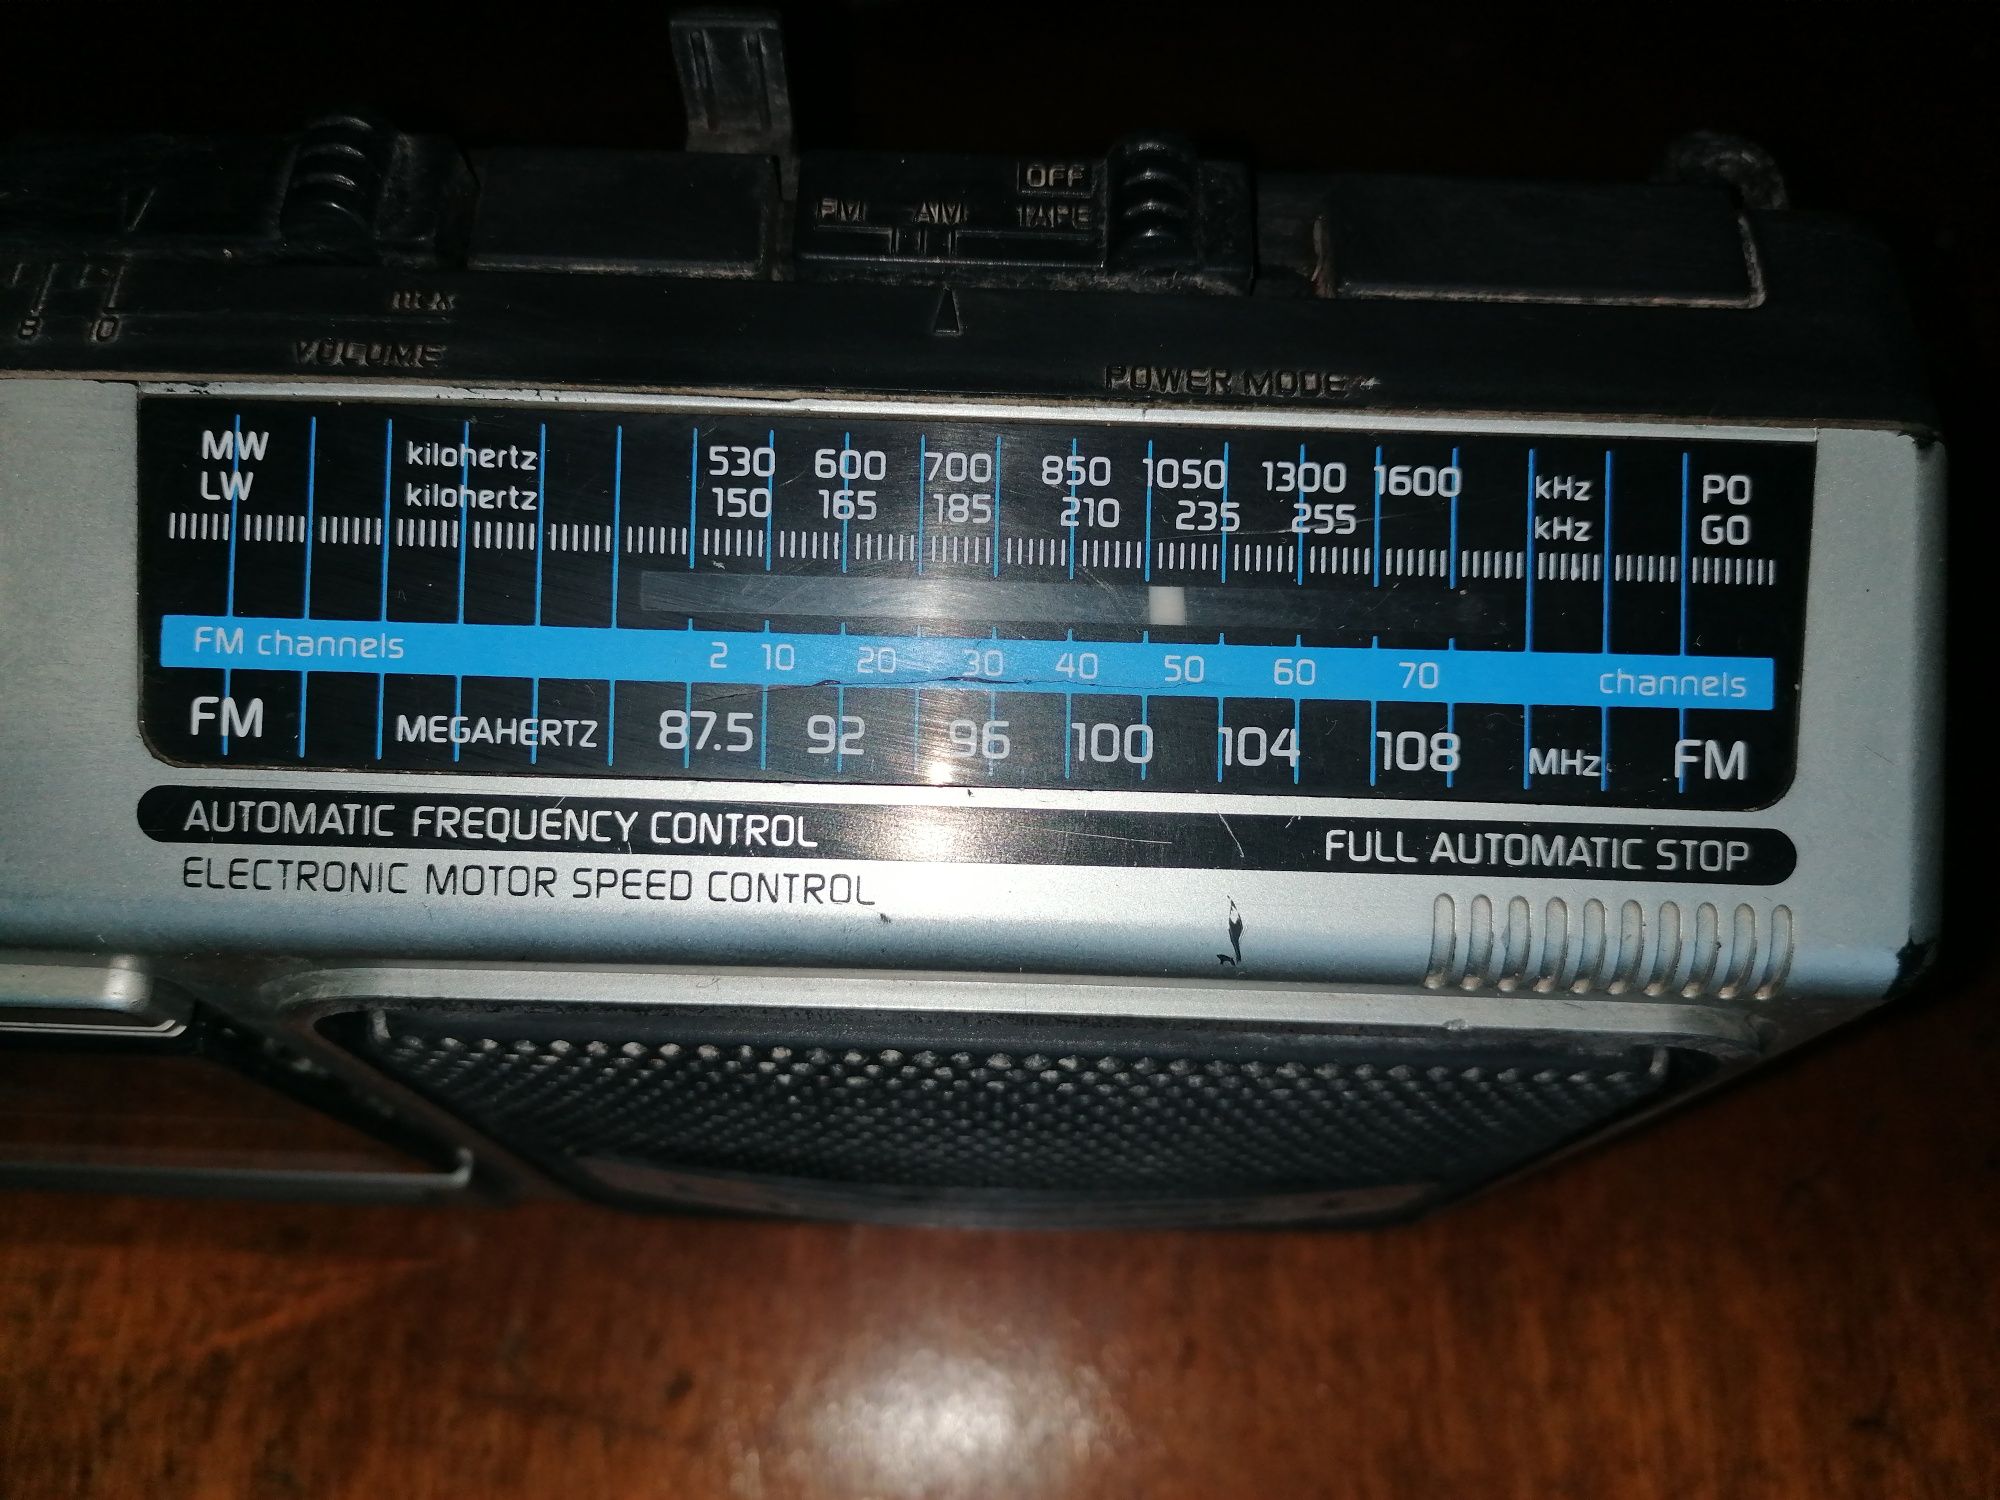 OFF
FM AM TAPE
max
8 10
VOLUME
POWER MODE
MW kilohertz 530 600 700 850 1050 1300 1600 kHz PO
LW kilohertz 150 165 185 210 235 255 kHz GO
FM channels 2 10 20 30 40 50 60 70 channels
FM MEGAHERTZ 87.5 92 96 100 104 108 MHz FM
AUTOMATIC FREQUENCY CONTROL FULL AUTOMATIC STOP
ELECTRONIC MOTOR SPEED CONTROL